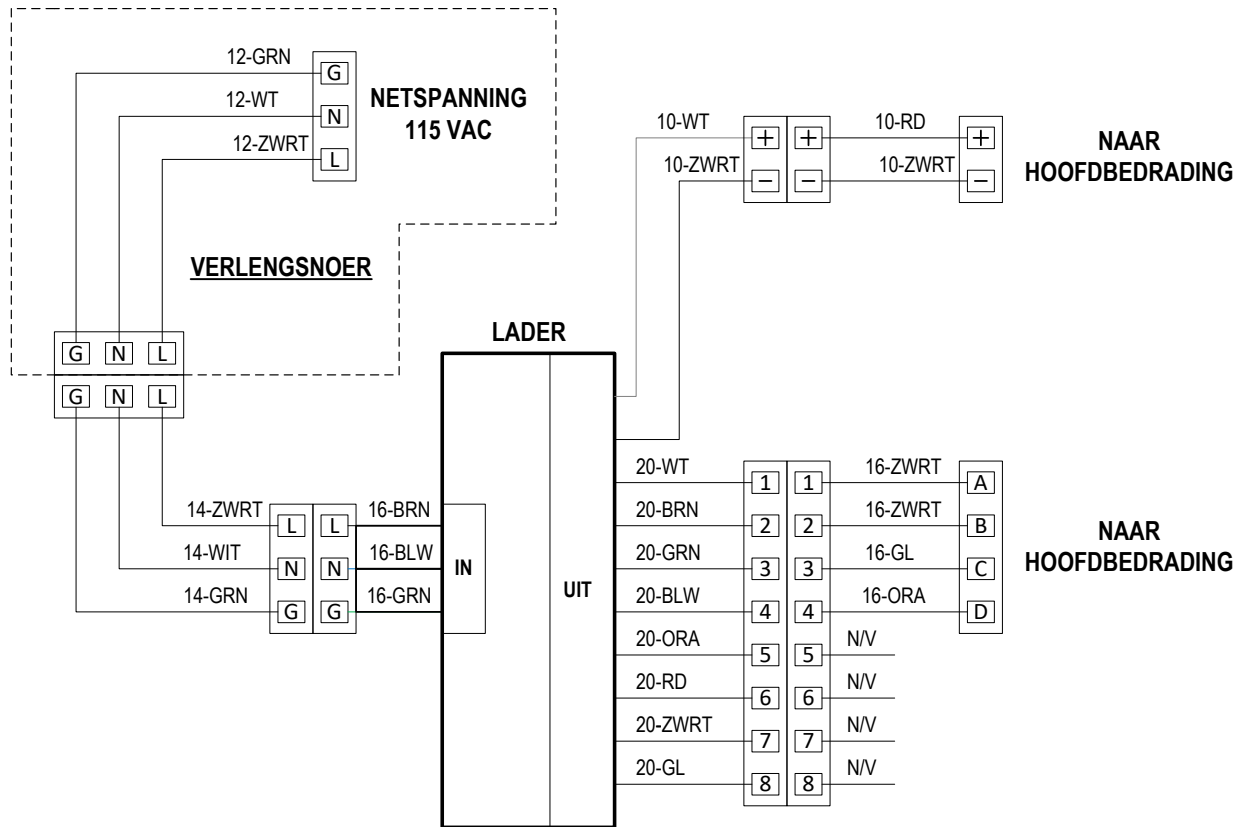 12-GRN
G
12-WT
N
12-ZWRT
L
NETSPANNING
115 VAC
VERLENGSNOER
G N L
G N L
14-ZWRT
L L
16-BRN
14-WIT
N N
16-BLW
14-GRN
G G
16-GRN
LADER
IN
UIT
10-WT
+ +
10-RD
+
10-ZWRT
− −
10-ZWRT
−
NAAR
HOOFDBEDRADING
20-WT
1 1
16-ZWRT
A
20-BRN
2 2
16-ZWRT
B
20-GRN
3 3
16-GL
C
20-BLW
4 4
16-ORA
D
20-ORA
5 5
N/V
20-RD
6 6
N/V
20-ZWRT
7 7
N/V
20-GL
8 8
N/V
NAAR
HOOFDBEDRADING